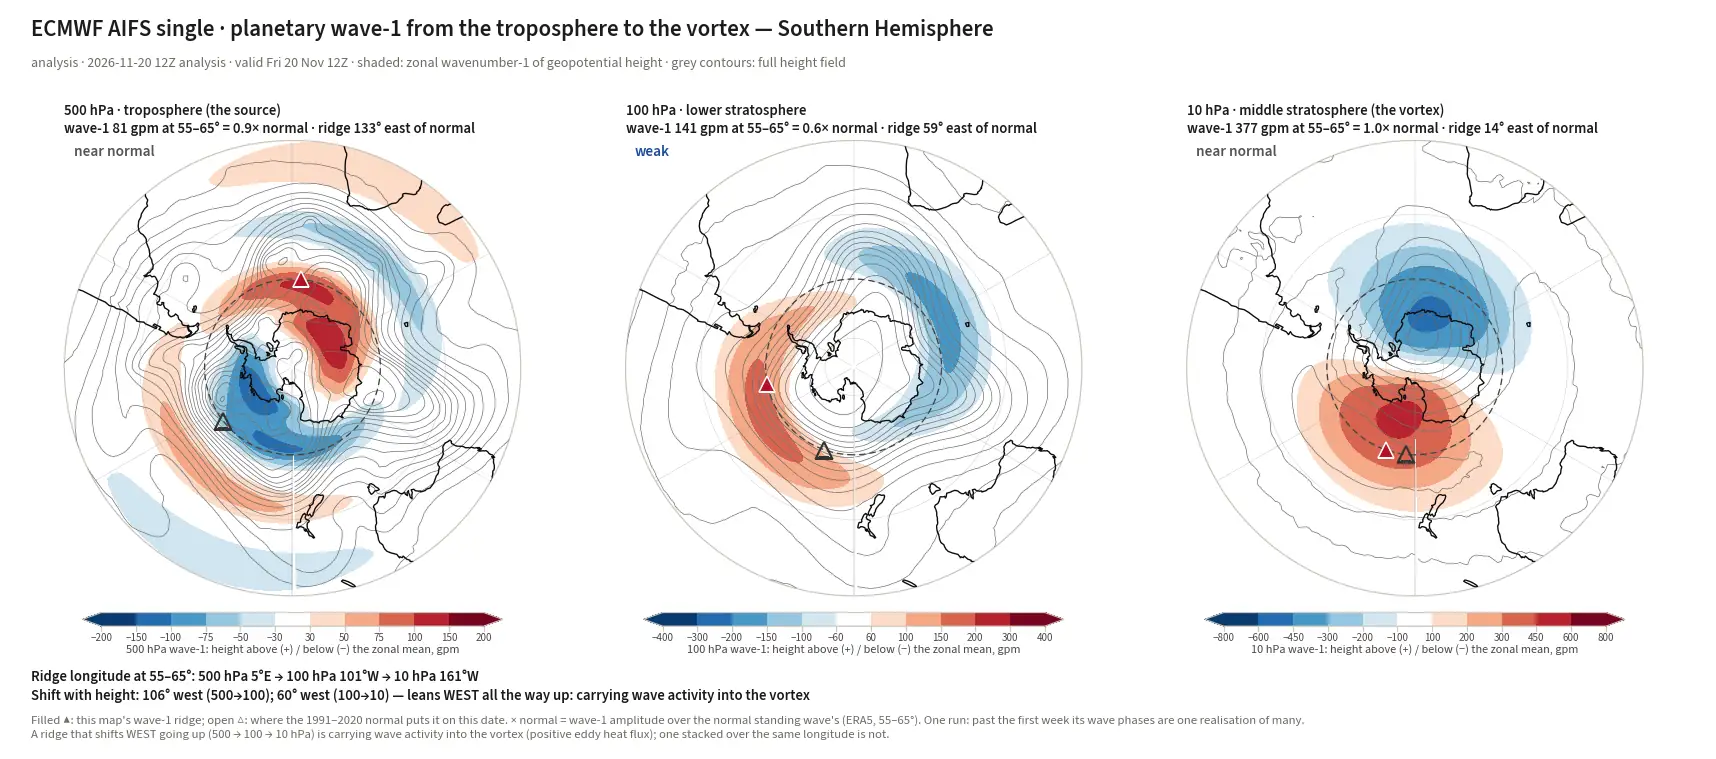 ECMWF AIFS single · planetary wave-1 from the troposphere to the vortex — Southern Hemisphere
analysis · 2026-11-20 12Z analysis · valid Fri 20 Nov 12Z · shaded: zonal wavenumber-1 of geopotential height · grey contours: full height field
500 hPa · troposphere (the source)
wave-1 81 gpm at 55–65° = 0.9× normal · ridge 133° east of normal
near normal
100 hPa · lower stratosphere
wave-1 141 gpm at 55–65° = 0.6× normal · ridge 59° east of normal
weak
10 hPa · middle stratosphere (the vortex)
wave-1 377 gpm at 55–65° = 1.0× normal · ridge 14° east of normal
near normal
−200 −150 −100 −75 −50 −30 30 50 75 100 150 200
500 hPa wave-1: height above (+) / below (−) the zonal mean, gpm
−400 −300 −200 −150 −100 −60 60 100 150 200 300 400
100 hPa wave-1: height above (+) / below (−) the zonal mean, gpm
−800 −600 −450 −300 −200 −100 100 200 300 450 600 800
10 hPa wave-1: height above (+) / below (−) the zonal mean, gpm
Ridge longitude at 55–65°: 500 hPa 5°E → 100 hPa 101°W → 10 hPa 161°W
Shift with height: 106° west (500→100); 60° west (100→10) — leans WEST all the way up: carrying wave activity into the vortex
Filled ▲: this map's wave-1 ridge; open △: where the 1991–2020 normal puts it on this date. × normal = wave-1 amplitude over the normal standing wave's (ERA5, 55–65°). One run: past the first week its wave phases are one realisation of many.
A ridge that shifts WEST going up (500 → 100 → 10 hPa) is carrying wave activity into the vortex (positive eddy heat flux); one stacked over the same longitude is not.